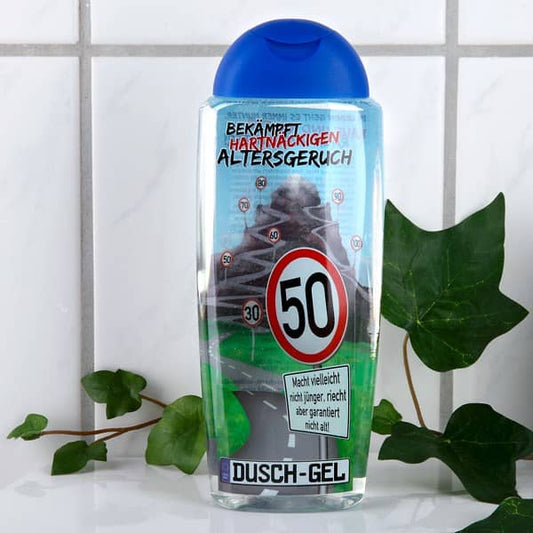 BEKÄMPFT
HARTNÄCKIGEN
ALTERSGERUCH
80
70
90
60
100
50
30
50
Macht vielleicht
nicht jünger, riecht
aber garantiert
nicht alt!
DUSCH-GEL